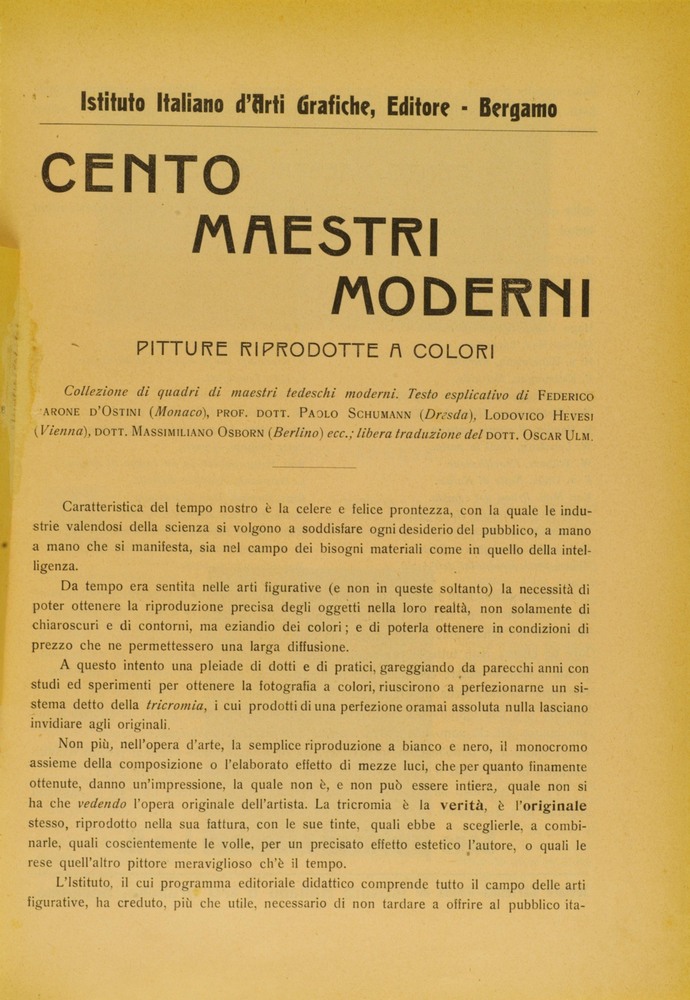 Istituto Italiano d'Arti Grafiche, Editore - Bergamo
CENTO
MAESTRI
MODERNI
PITTURE RIPRODOTTE A COLORI
Collezione di quadri di maestri tedeschi moderni. Testo esplicativo di FEDERICO
ARONE D'OSTINI (Monaco), PROF. DOTT. PAOLO SCHUMANN (Dresda), LODOVICO HEVESI
(Vienna), DOTT. MASSIMILIANO OSBORN (Berlino) ecc.; libera traduzione del DOTT. OSCAR ULM.
Caratteristica del tempo nostro è la celere e felice prontezza, con la quale le indu-
strie valendosi della scienza si volgono a soddisfare ogni desiderio del pubblico, a mano
a mano che si manifesta, sia nel campo dei bisogni materiali come in quello della intel-
ligenza.
Da tempo era sentita nelle arti figurative (e non in queste soltanto) la necessità di
poter ottenere la riproduzione precisa degli oggetti nella loro realtà, non solamente di
chiaroscuri e di contorni, ma eziandio dei colori; e di poterla ottenere in condizioni di
prezzo che ne permettessero una larga diffusione.
A questo intento una pleiade di dotti e di pratici, gareggiando da parecchi anni con
studi ed sperimenti per ottenere la fotografia a colori, riuscirono a perfezionarne un si-
stema detto della tricromia, i cui prodotti di una perfezione oramai assoluta nulla lasciano
invidiare agli originali.
Non più, nell'opera d'arte, la semplice riproduzione a bianco e nero, il monocromo
assieme della composizione o l'elaborato effetto di mezze luci, che per quanto finamente
ottenute, danno un'impressione, la quale non è, e non può essere intiera, quale non si
ha che vedendo l'opera originale dell'artista. La tricromia è la verità, è l'originale
stesso, riprodotto nella sua fattura, con le sue tinte, quali ebbe a sceglierle, a combi-
narle, quali coscientemente le volle, per un precisato effetto estetico l'autore, o quali le
rese quell'altro pittore meraviglioso ch'è il tempo.
L'Istituto, il cui programma editoriale didattico comprende tutto il campo delle arti
figurative, ha creduto, più che utile, necessario di non tardare a offrire al pubblico ita-